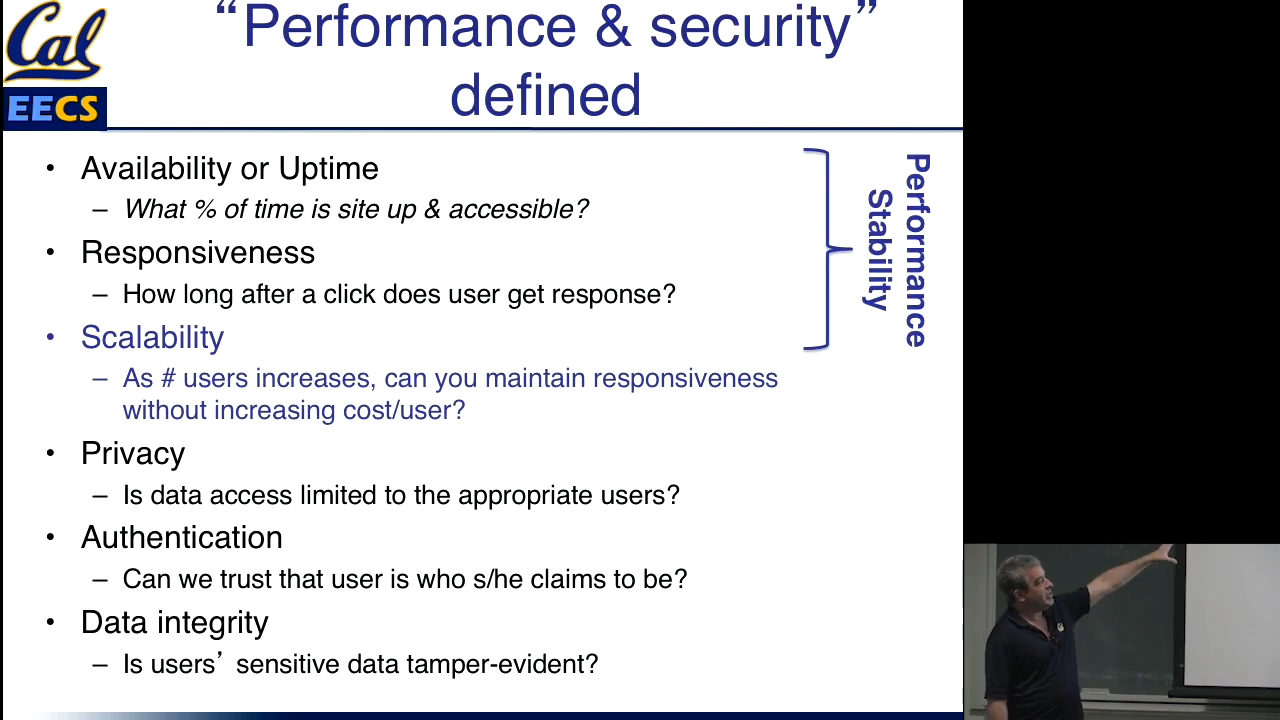 Cal
EECS
“Performance & security”
defined
• Availability or Uptime
– What % of time is site up & accessible?
• Responsiveness
– How long after a click does user get response?
• Scalability
– As # users increases, can you maintain responsiveness
without increasing cost/user?
• Privacy
– Is data access limited to the appropriate users?
• Authentication
– Can we trust that user is who s/he claims to be?
• Data integrity
– Is users’ sensitive data tamper-evident?
Performance
Stability